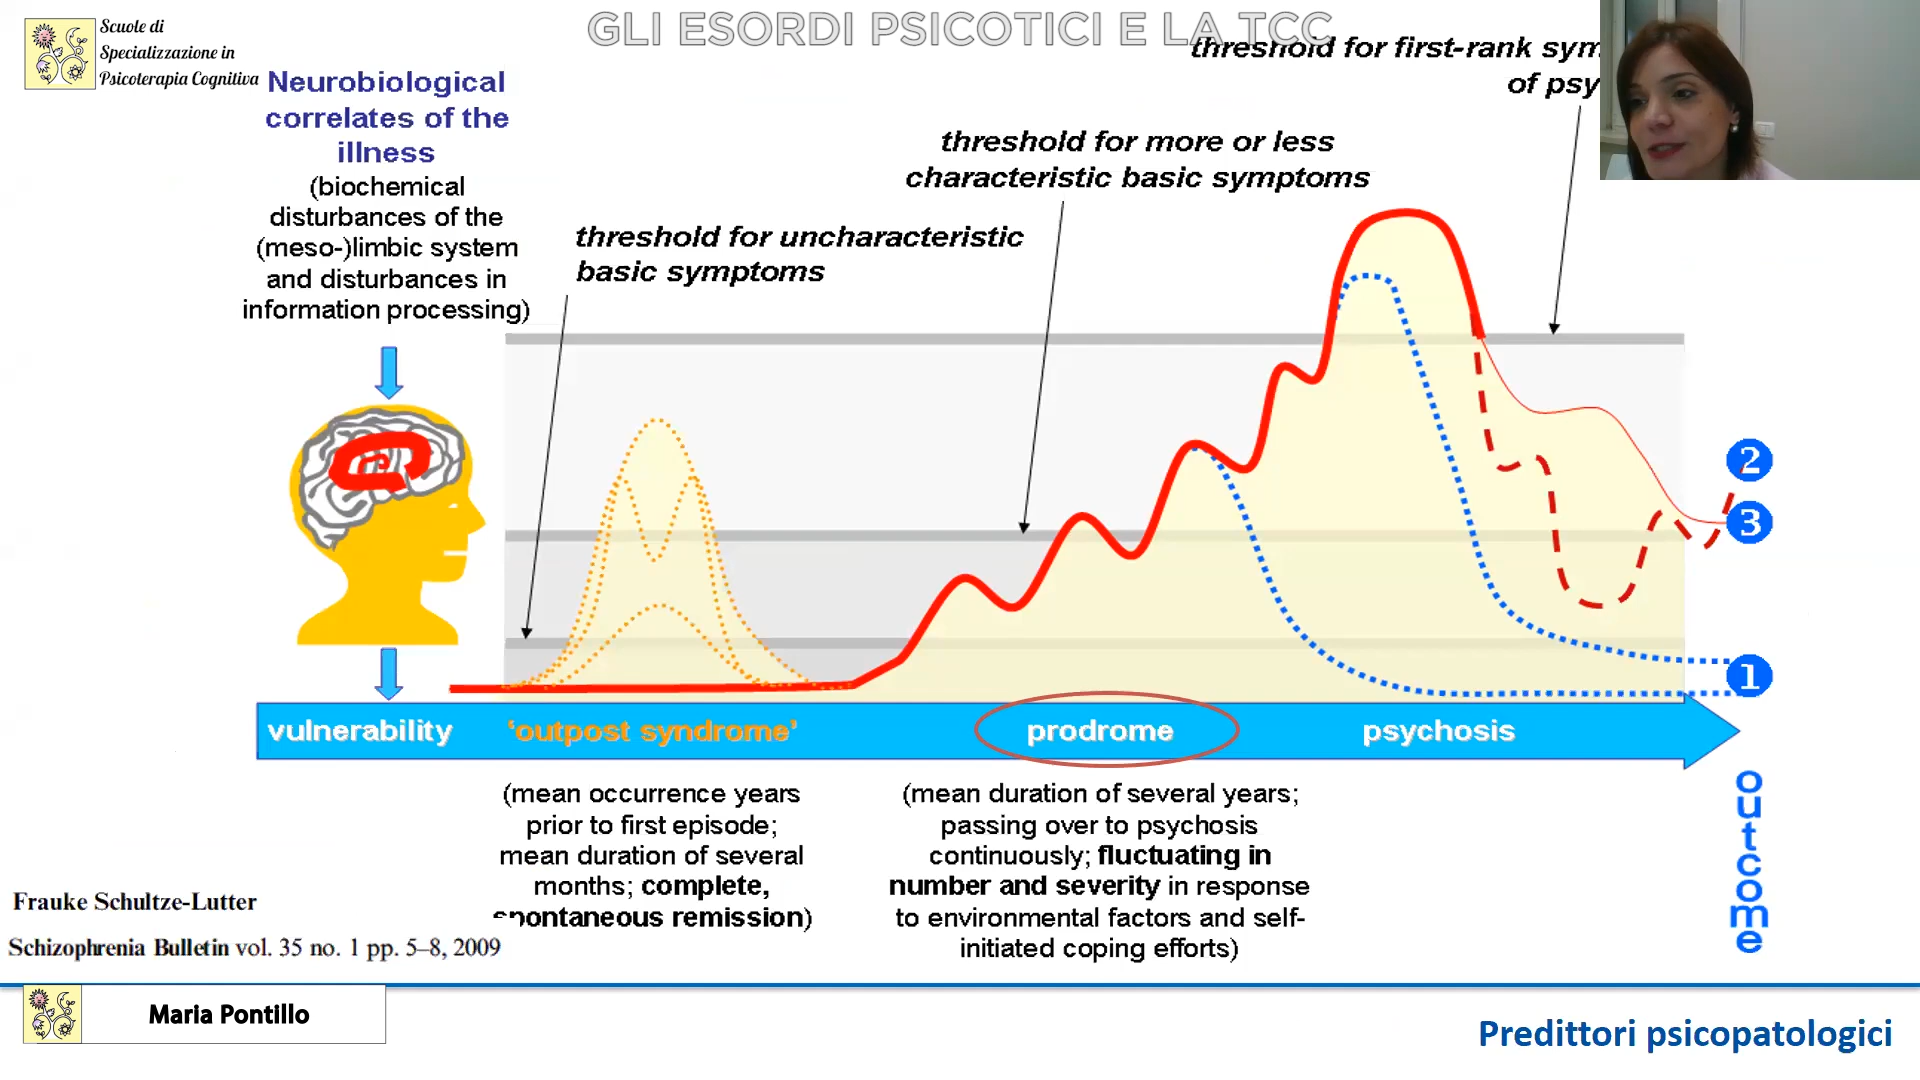 GLI ESORDI PSICOTICI E LA TCC
Scuole di
Specializzazione in
Psicoterapia Cognitiva
threshold for first-rank
of
Neurobiological
correlates of the
illness
(biochemical
disturbances of the
(meso-)limbic system
and disturbances in
information processing)
threshold for more or less
characteristic basic symptoms
threshold for uncharacteristic
basic symptoms
2
3
1
vulnerability
'outpost syndrome'
prodrome
psychosis
outcome
(mean occurrence years
prior to first episode;
mean duration of several
months; complete,
spontaneous remission)
(mean duration of several years;
passing over to psychosis
continuously; fluctuating in
number and severity in response
to environmental factors and self-
initiated coping efforts)
Frauke Schultze-Lutter
Schizophrenia Bulletin vol. 35 no. 1 pp. 5–8, 2009
Maria Pontillo
Predittori psicopatologici